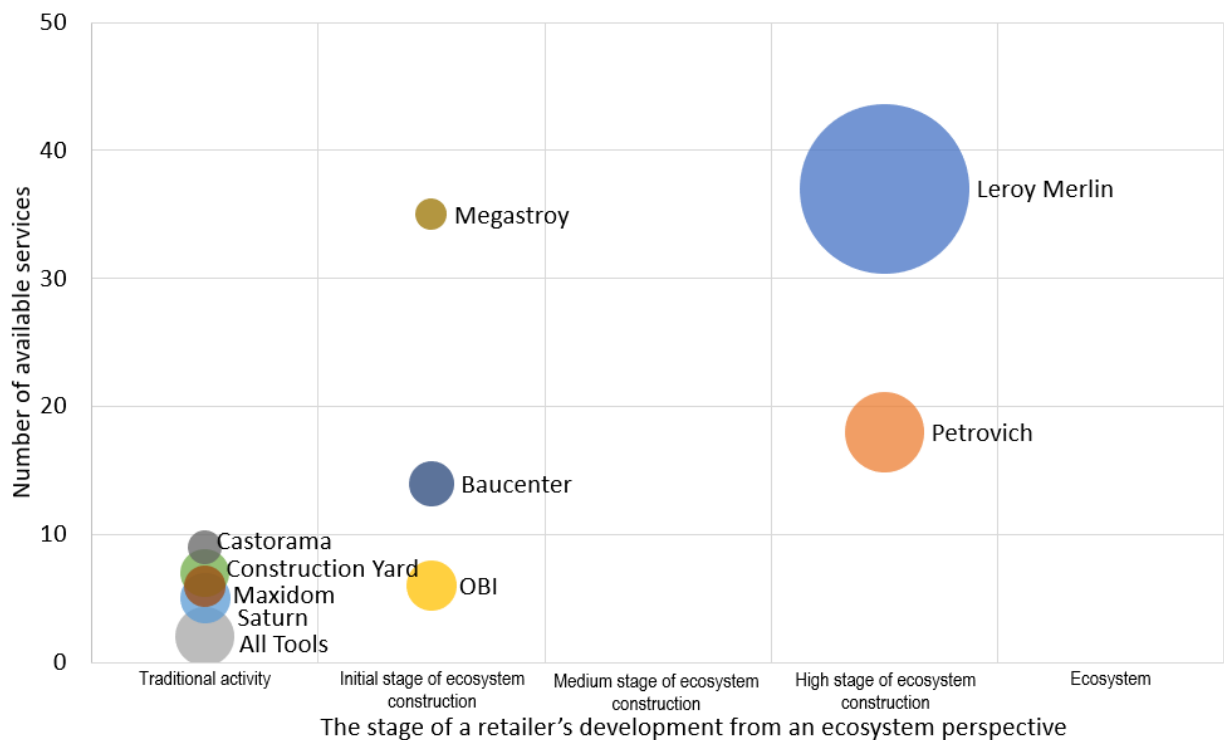 50
40
30
20
10
0
Number of available services
Megastroy
Leroy Merlin
Petrovich
Baucenter
Castorama
Construction Yard
OBI
Maxidom
Saturn
All Tools
Traditional activity
Initial stage of ecosystem
construction
Medium stage of ecosystem
construction
High stage of ecosystem
construction
Ecosystem
The stage of a retailer’s development from an ecosystem perspective